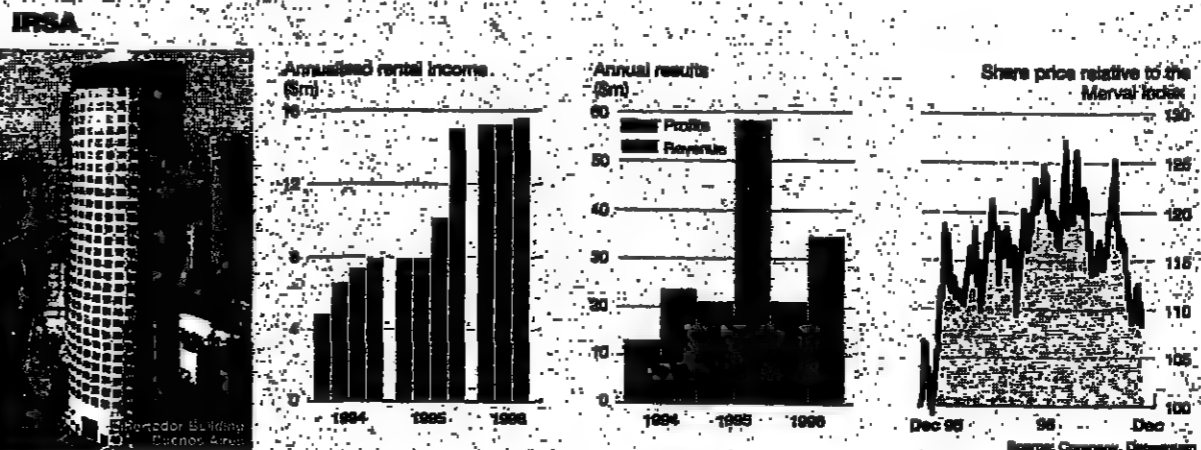 IRSA
Annualised rental income
($m)
16
12
8
4
0
1994 1995 1996
Annual results
($m)
Profits
Revenue
60
50
40
30
20
10
0
1994 1995 1996
Share price relative to the
Merval Index
130
125
120
115
110
105
100
Dec 95 96 Dec
Source: Company, Datastream
Libertador Building
Buenos Aires